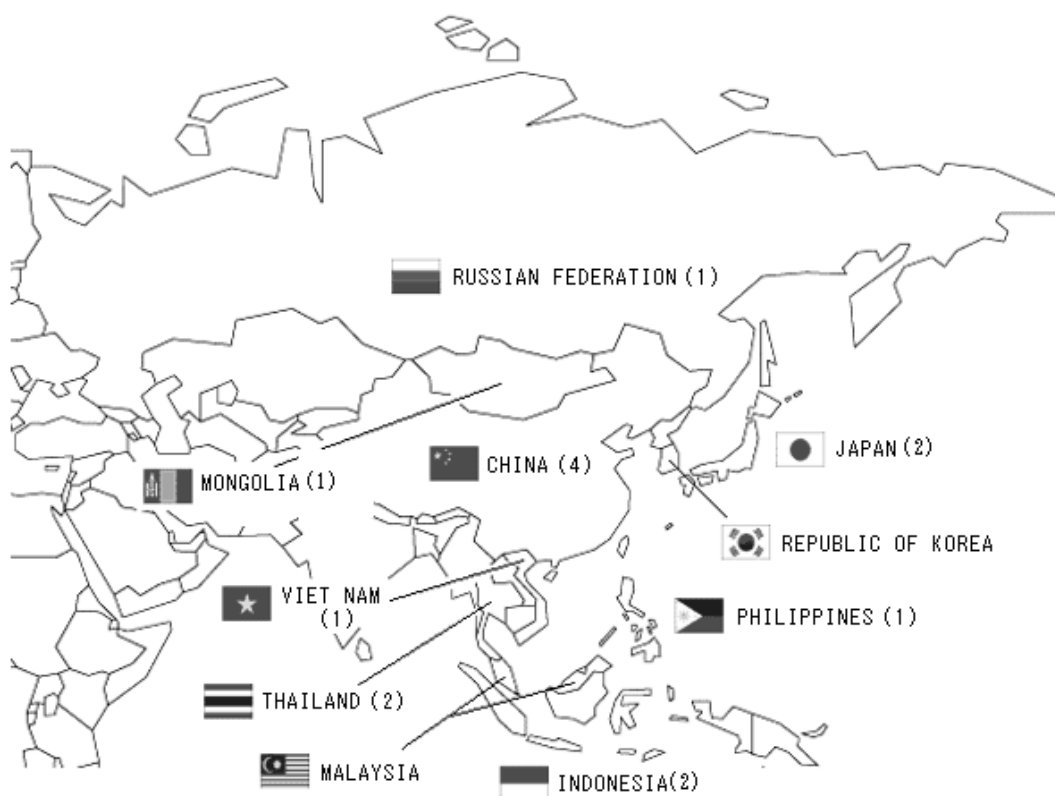 RUSSIAN FEDERATION (1)
JAPAN (2)
CHINA (4)
MONGOLIA (1)
REPUBLIC OF KOREA
VIET NAM
(1)
PHILIPPINES (1)
THAILAND (2)
MALAYSIA
INDONESIA(2)